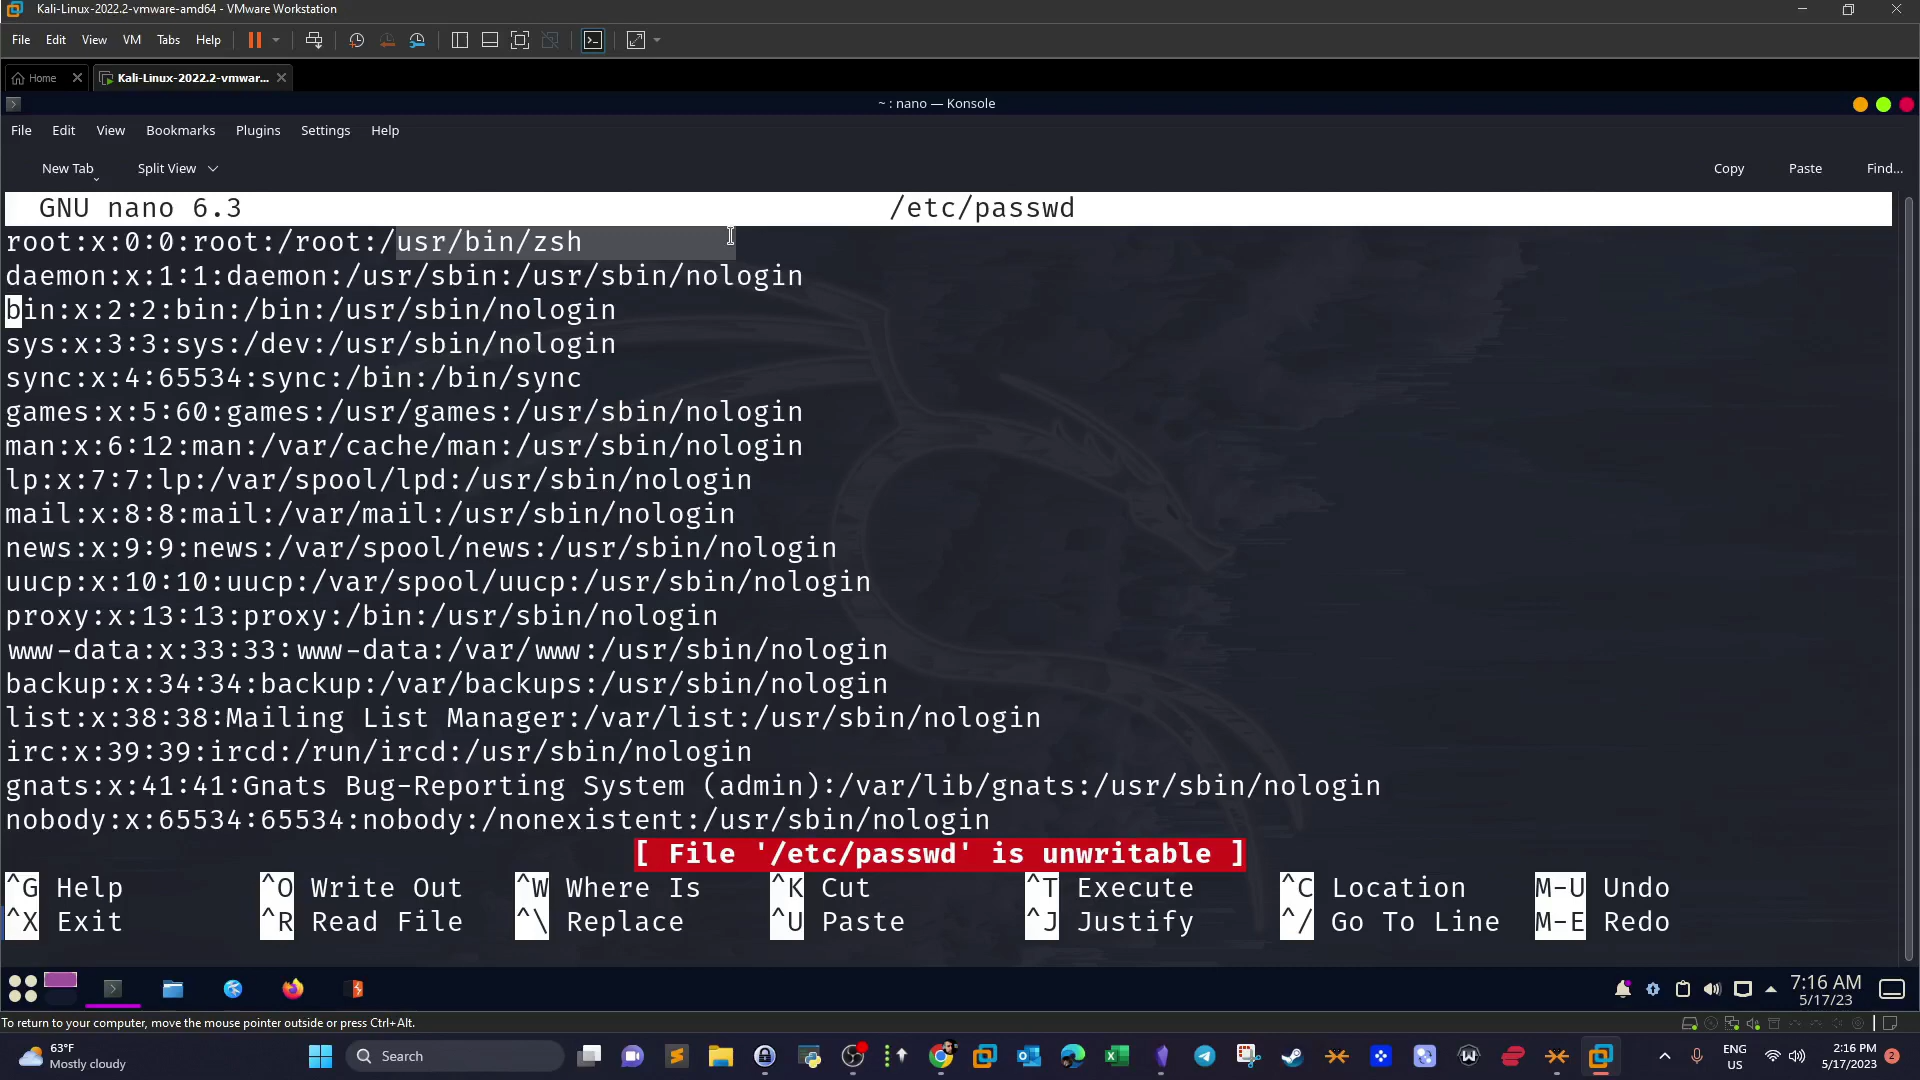 Kali-Linux-2022.2-vmware-amd64 - VMware Workstation
File Edit View VM Tabs Help
Home Kali-Linux-2022.2-vmwar...
~ : nano — Konsole
File Edit View Bookmarks Plugins Settings Help
New Tab Split View Copy Paste Find...
GNU nano 6.3 /etc/passwd
root:x:0:0:root:/root:/usr/bin/zsh
daemon:x:1:1:daemon:/usr/sbin:/usr/sbin/nologin
bin:x:2:2:bin:/bin:/usr/sbin/nologin
sys:x:3:3:sys:/dev:/usr/sbin/nologin
sync:x:4:65534:sync:/bin:/bin/sync
games:x:5:60:games:/usr/games:/usr/sbin/nologin
man:x:6:12:man:/var/cache/man:/usr/sbin/nologin
lp:x:7:7:lp:/var/spool/lpd:/usr/sbin/nologin
mail:x:8:8:mail:/var/mail:/usr/sbin/nologin
news:x:9:9:news:/var/spool/news:/usr/sbin/nologin
uucp:x:10:10:uucp:/var/spool/uucp:/usr/sbin/nologin
proxy:x:13:13:proxy:/bin:/usr/sbin/nologin
www-data:x:33:33:www-data:/var/www:/usr/sbin/nologin
backup:x:34:34:backup:/var/backups:/usr/sbin/nologin
list:x:38:38:Mailing List Manager:/var/list:/usr/sbin/nologin
irc:x:39:39:ircd:/run/ircd:/usr/sbin/nologin
gnats:x:41:41:Gnats Bug-Reporting System (admin):/var/lib/gnats:/usr/sbin/nologin
nobody:x:65534:65534:nobody:/nonexistent:/usr/sbin/nologin
[ File '/etc/passwd' is unwritable ]
^G Help ^O Write Out ^W Where Is ^K Cut ^T Execute ^C Location M-U Undo
^X Exit ^R Read File ^\ Replace ^U Paste ^J Justify ^/ Go To Line M-E Redo
7:16 AM
5/17/23
To return to your computer, move the mouse pointer outside or press Ctrl+Alt.
63°F
Mostly cloudy
Search
ENG
US
2:16 PM
5/17/2023
2